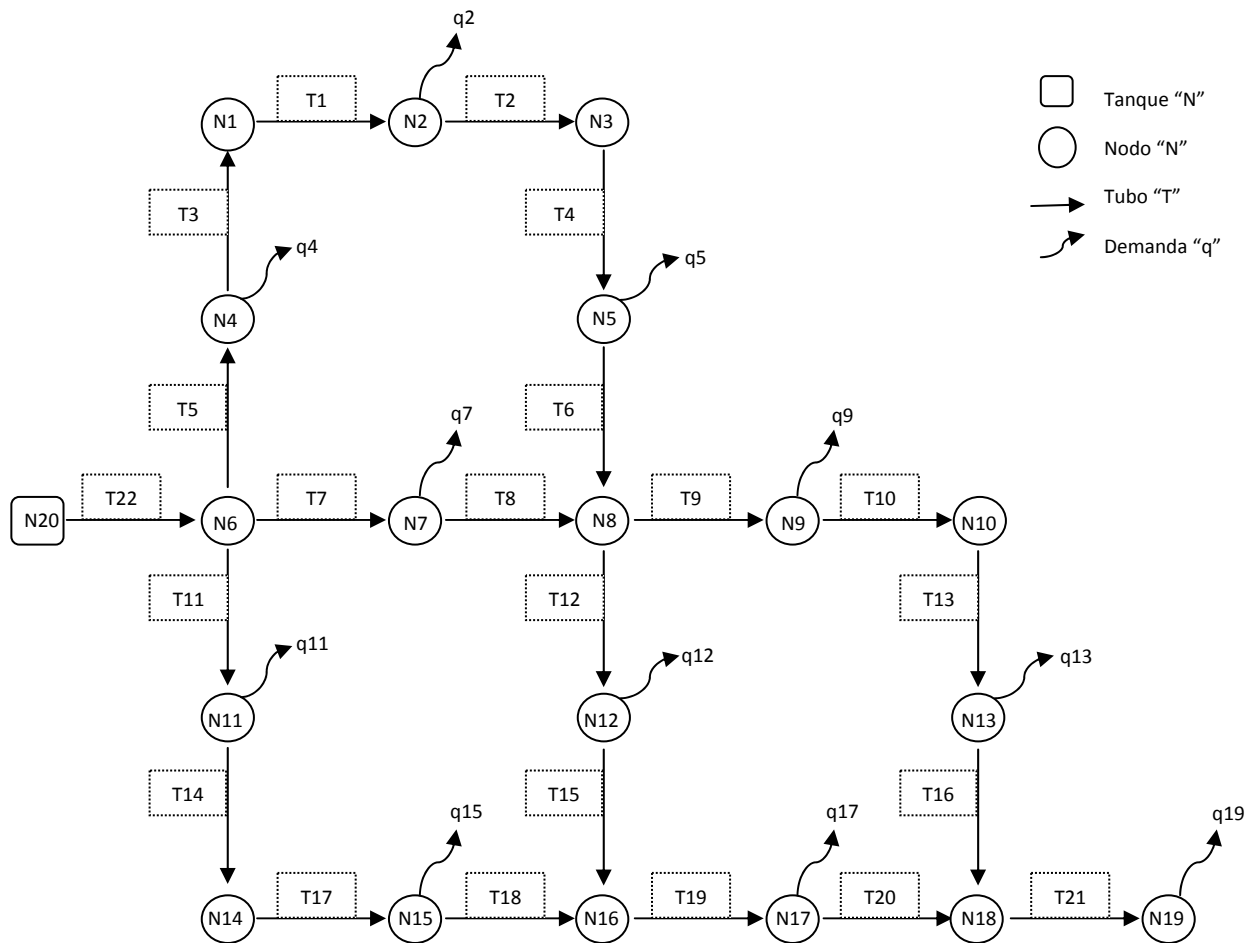 q2
T1
T2
N1
N2
N3
Tanque “N”
Nodo “N”
Tubo “T”
Demanda “q”
T3
T4
q4
q5
N4
N5
T5
T6
q7
q9
T22
T7
T8
T9
T10
N20
N6
N7
N8
N9
N10
T11
T12
T13
q11
q12
q13
N11
N12
N13
T14
T15
T16
q15
q17
q19
T17
T18
T19
T20
T21
N14
N15
N16
N17
N18
N19